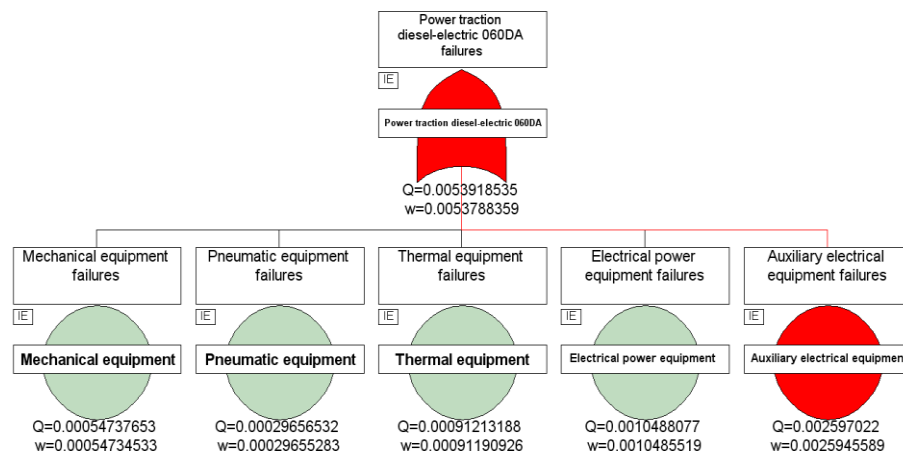 Power traction
diesel-electric 060DA
failures
IE
Power traction diesel-electric 060DA
Q=0.0053918535
w=0.0053788359
Mechanical equipment
failures
Pneumatic equipment
failures
Thermal equipment
failures
Electrical power
equipment failures
Auxiliary electrical
equipment failures
IE
IE
IE
IE
IE
Mechanical equipment
Pneumatic equipment
Thermal equipment
Electrical power equipment
Auxiliary electrical equipment
Q=0.00054737653
w=0.00054734533
Q=0.00029656532
w=0.00029655283
Q=0.00091213188
w=0.00091190926
Q=0.0010488077
w=0.0010485519
Q=0.002597022
w=0.0025945589